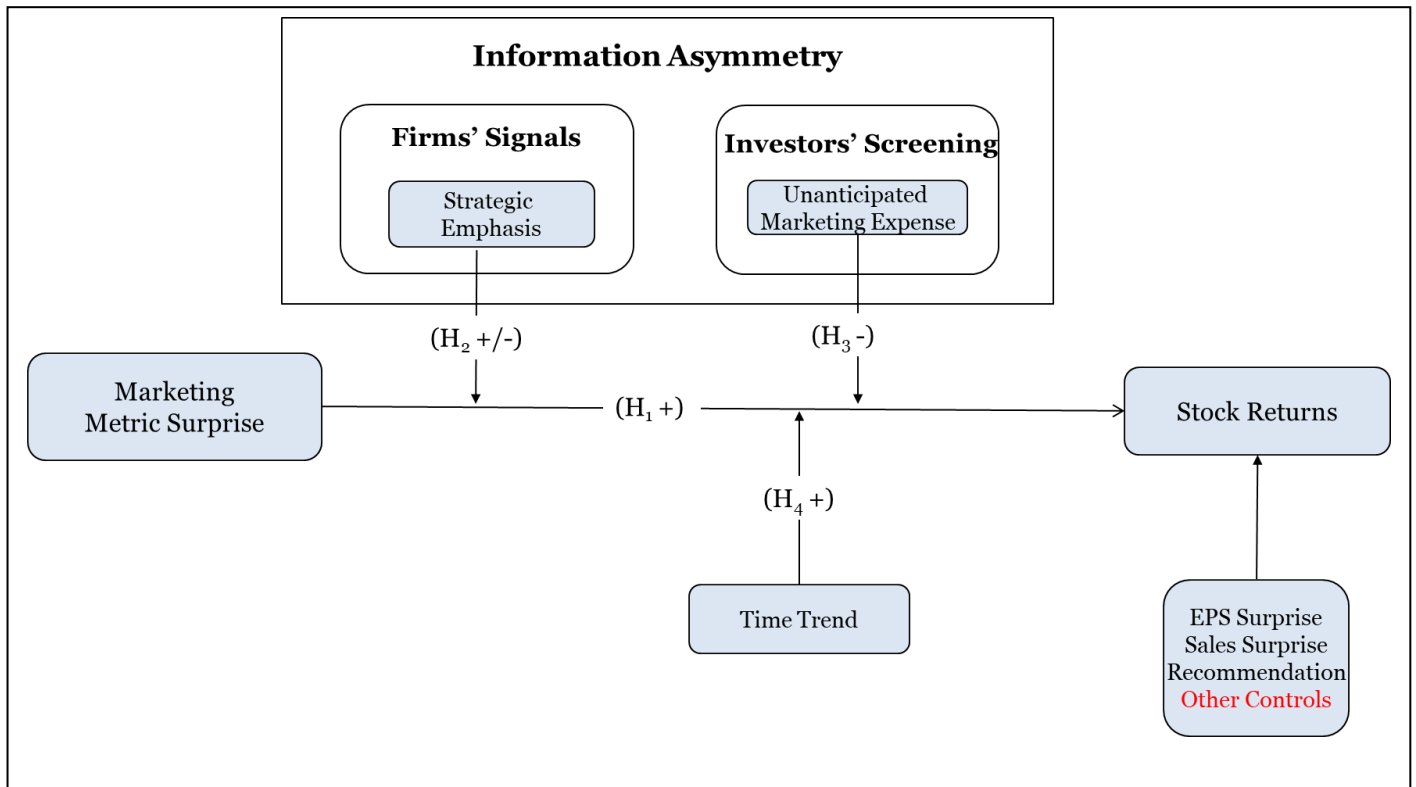 Information Asymmetry
Firms’ Signals
Strategic
Emphasis
Investors’ Screening
Unanticipated
Marketing Expense
(H₂ +/-)
(H₃ -)
Marketing
Metric Surprise
(H₁ +)
Stock Returns
(H₄ +)
Time Trend
EPS Surprise
Sales Surprise
Recommendation
Other Controls